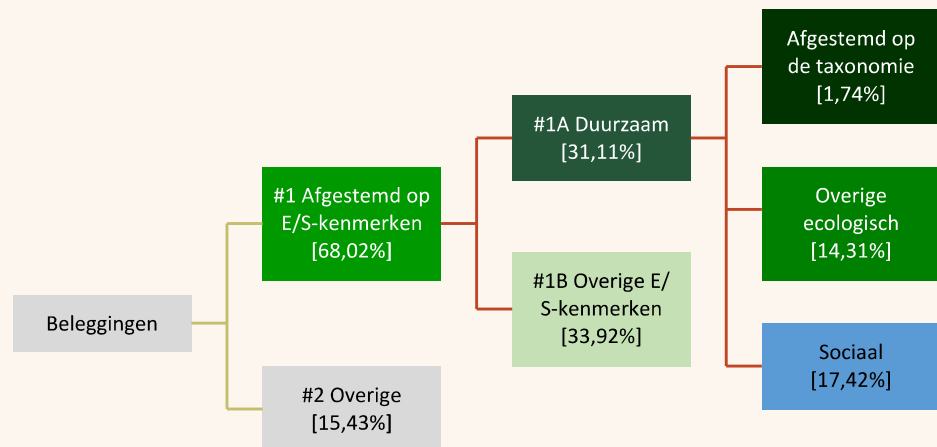 Beleggingen
#1 Afgestemd op
E/S-kenmerken
[68,02%]
#2 Overige
[15,43%]
#1A Duurzaam
[31,11%]
#1B Overige E/
S-kenmerken
[33,92%]
Afgestemd op
de taxonomie
[1,74%]
Overige
ecologisch
[14,31%]
Sociaal
[17,42%]